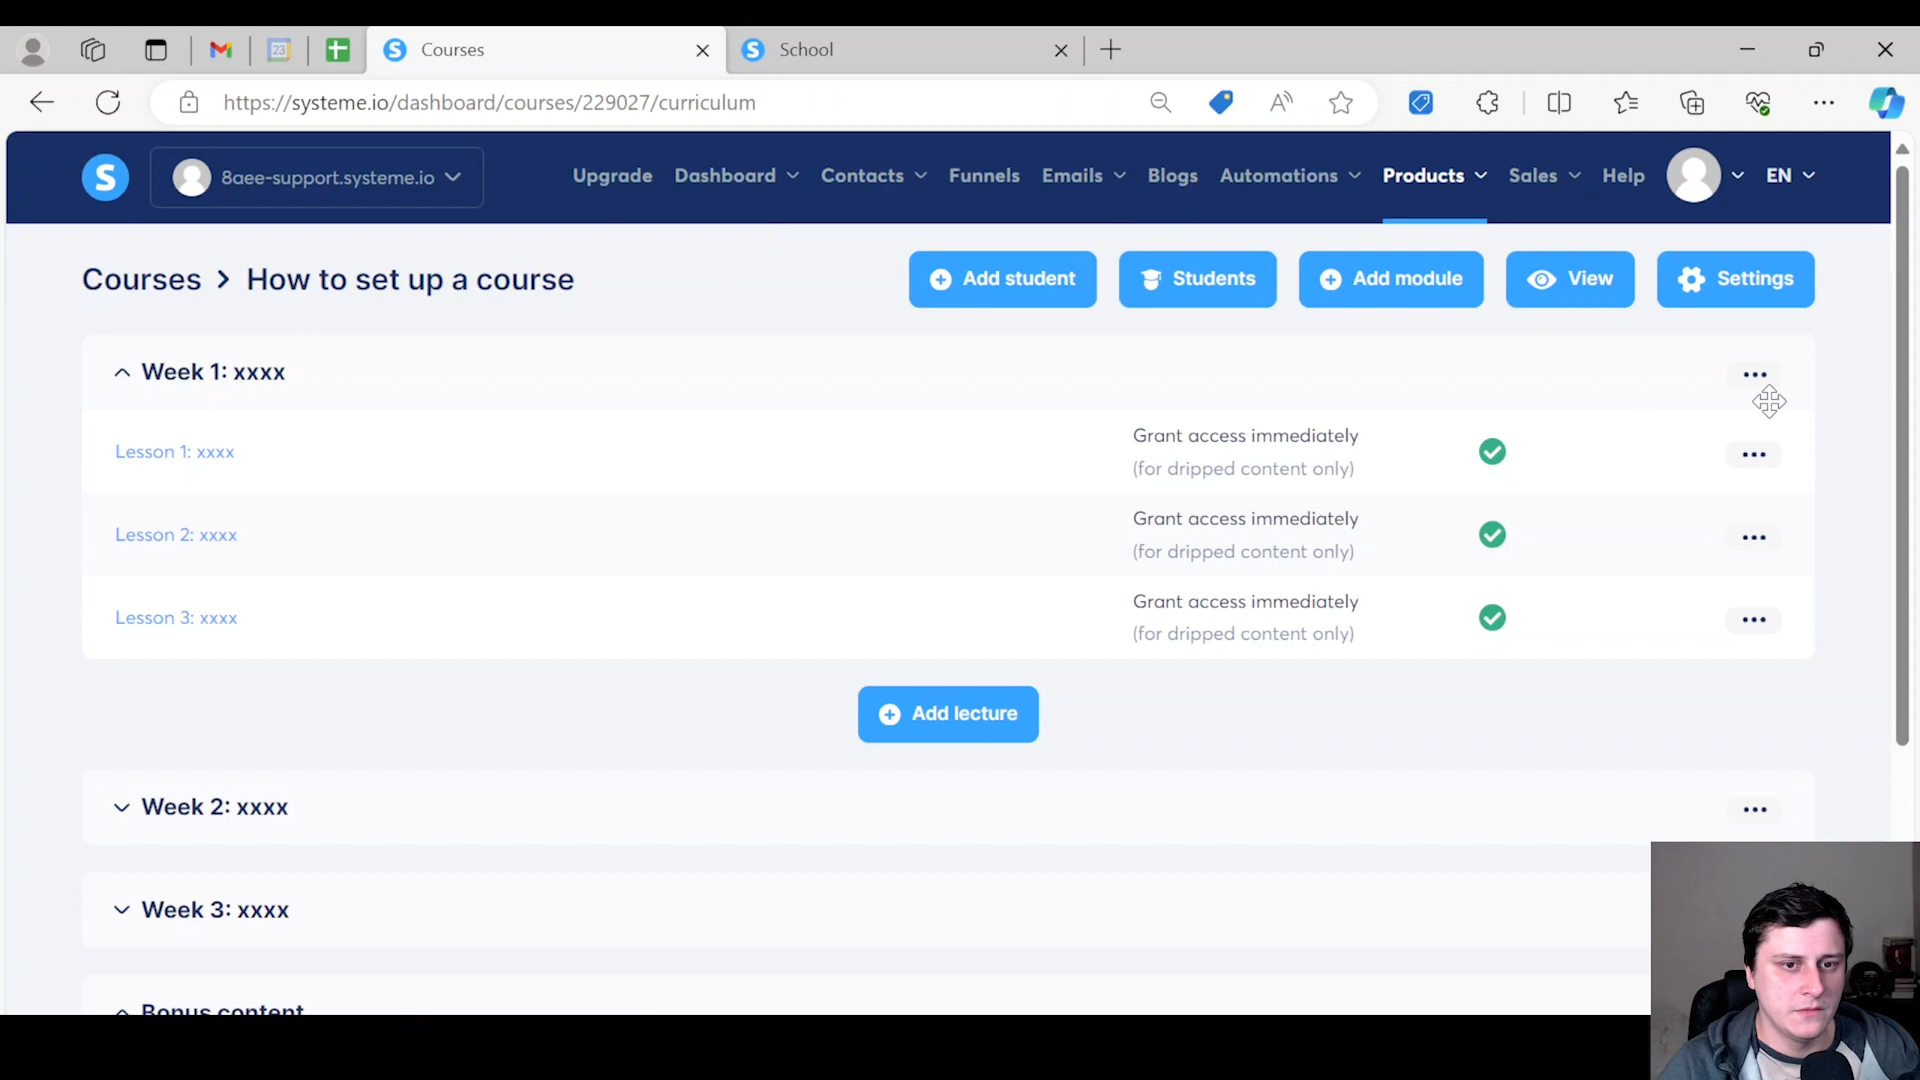 Courses
School
https://systeme.io/dashboard/courses/229027/curriculum
S
8aee-support.systeme.io
Upgrade
Dashboard
Contacts
Funnels
Emails
Blogs
Automations
Products
Sales
Help
EN
Courses > How to set up a course
Add student
Students
Add module
View
Settings
Week 1: xxxx
Lesson 1: xxxx
Grant access immediately
(for dripped content only)
Lesson 2: xxxx
Grant access immediately
(for dripped content only)
Lesson 3: xxxx
Grant access immediately
(for dripped content only)
Add lecture
Week 2: xxxx
Week 3: xxxx
Bonus content